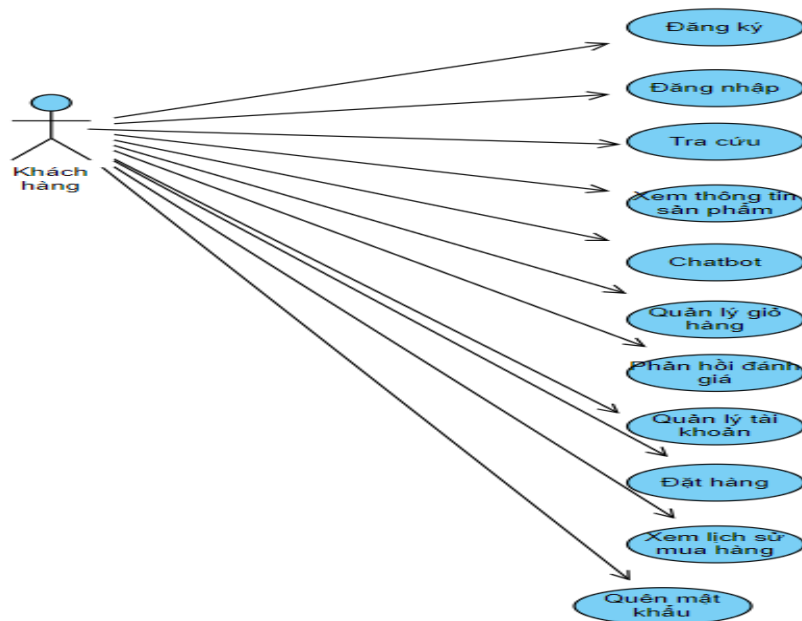 Đăng ký
Đăng nhập
Khách
hàng
Tra cứu
Xem thông tin
sản phẩm
Chatbot
Quản lý giỏ
hàng
Phản hồi đánh
giá
Quản lý tài
khoản
Đặt hàng
Xem lịch sử
mua hàng
Quên mật
khẩu